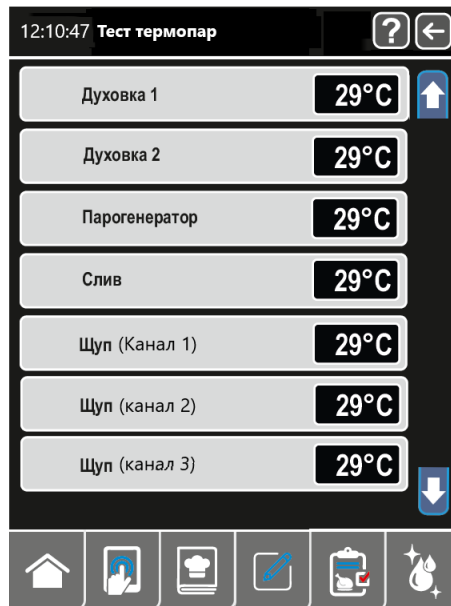 12:10:47 Тест термопар ?
Духовка 1 29°C
Духовка 2 29°C
Парогенератор 29°C
Слив 29°C
Щуп (Канал 1) 29°C
Щуп (канал 2) 29°C
Щуп (канал 3) 29°C